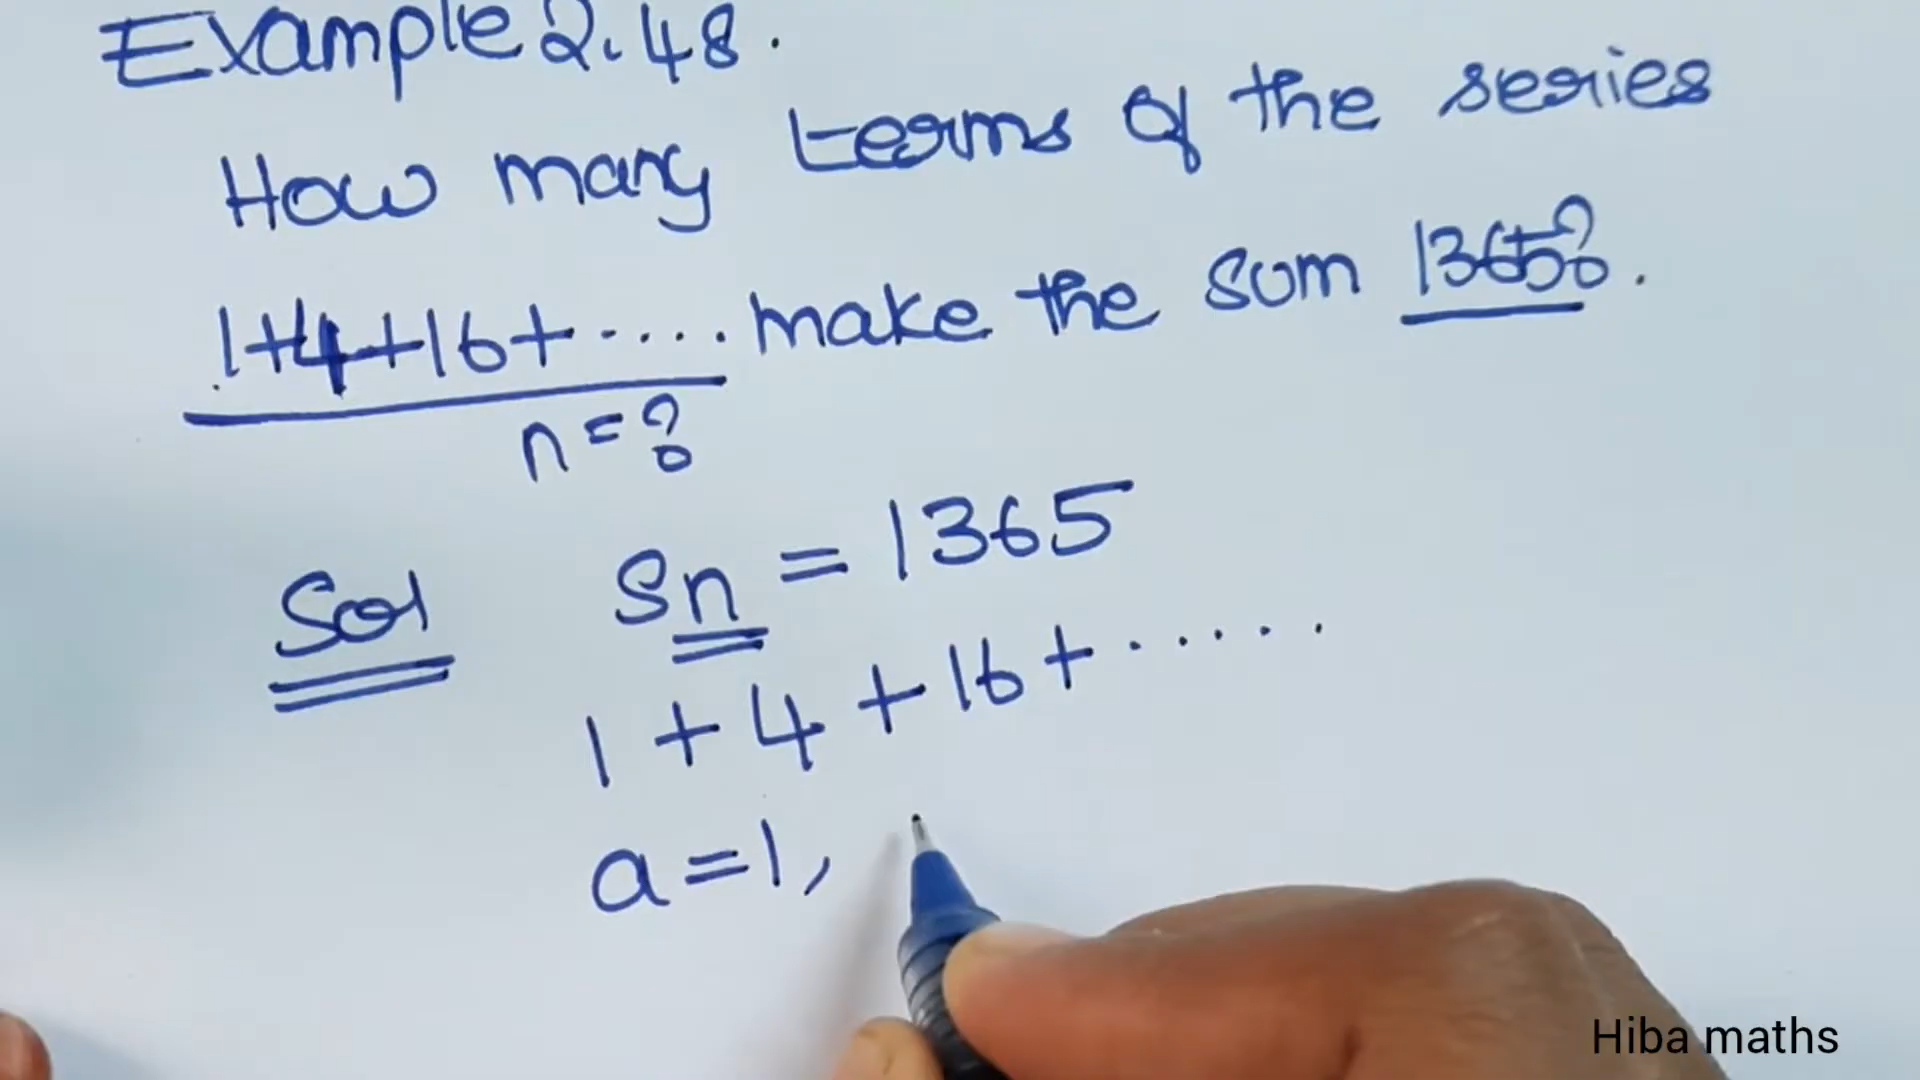 Example 2.48.
How many terms of the series
1+4+16+..... make the sum 1365?.
n=?
Sol Sn = 1365
1 + 4 + 16 + ......
a=1,
Hiba maths